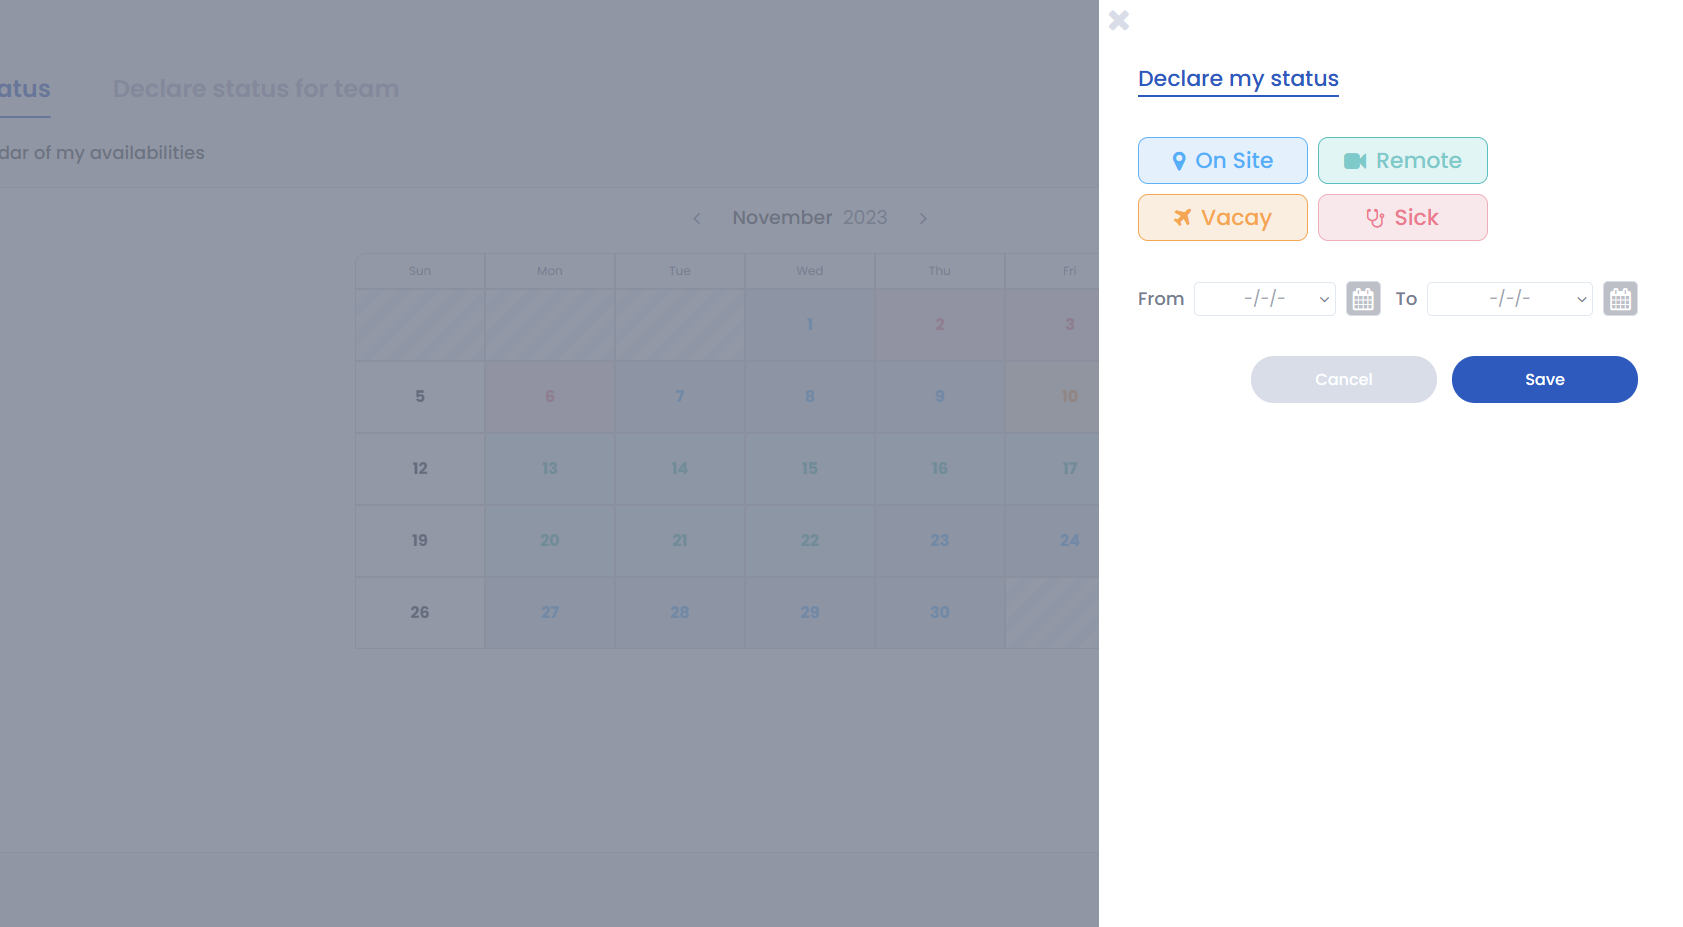 atus Declare status for team
dar of my availabilities
November 2023
Sun Mon Tue Wed Thu Fri
1 2 3
5 6 7 8 9 10
12 13 14 15 16 17
19 20 21 22 23 24
26 27 28 29 30
Declare my status
On Site Remote
Vacay Sick
From -/-/- To -/-/-
Cancel Save